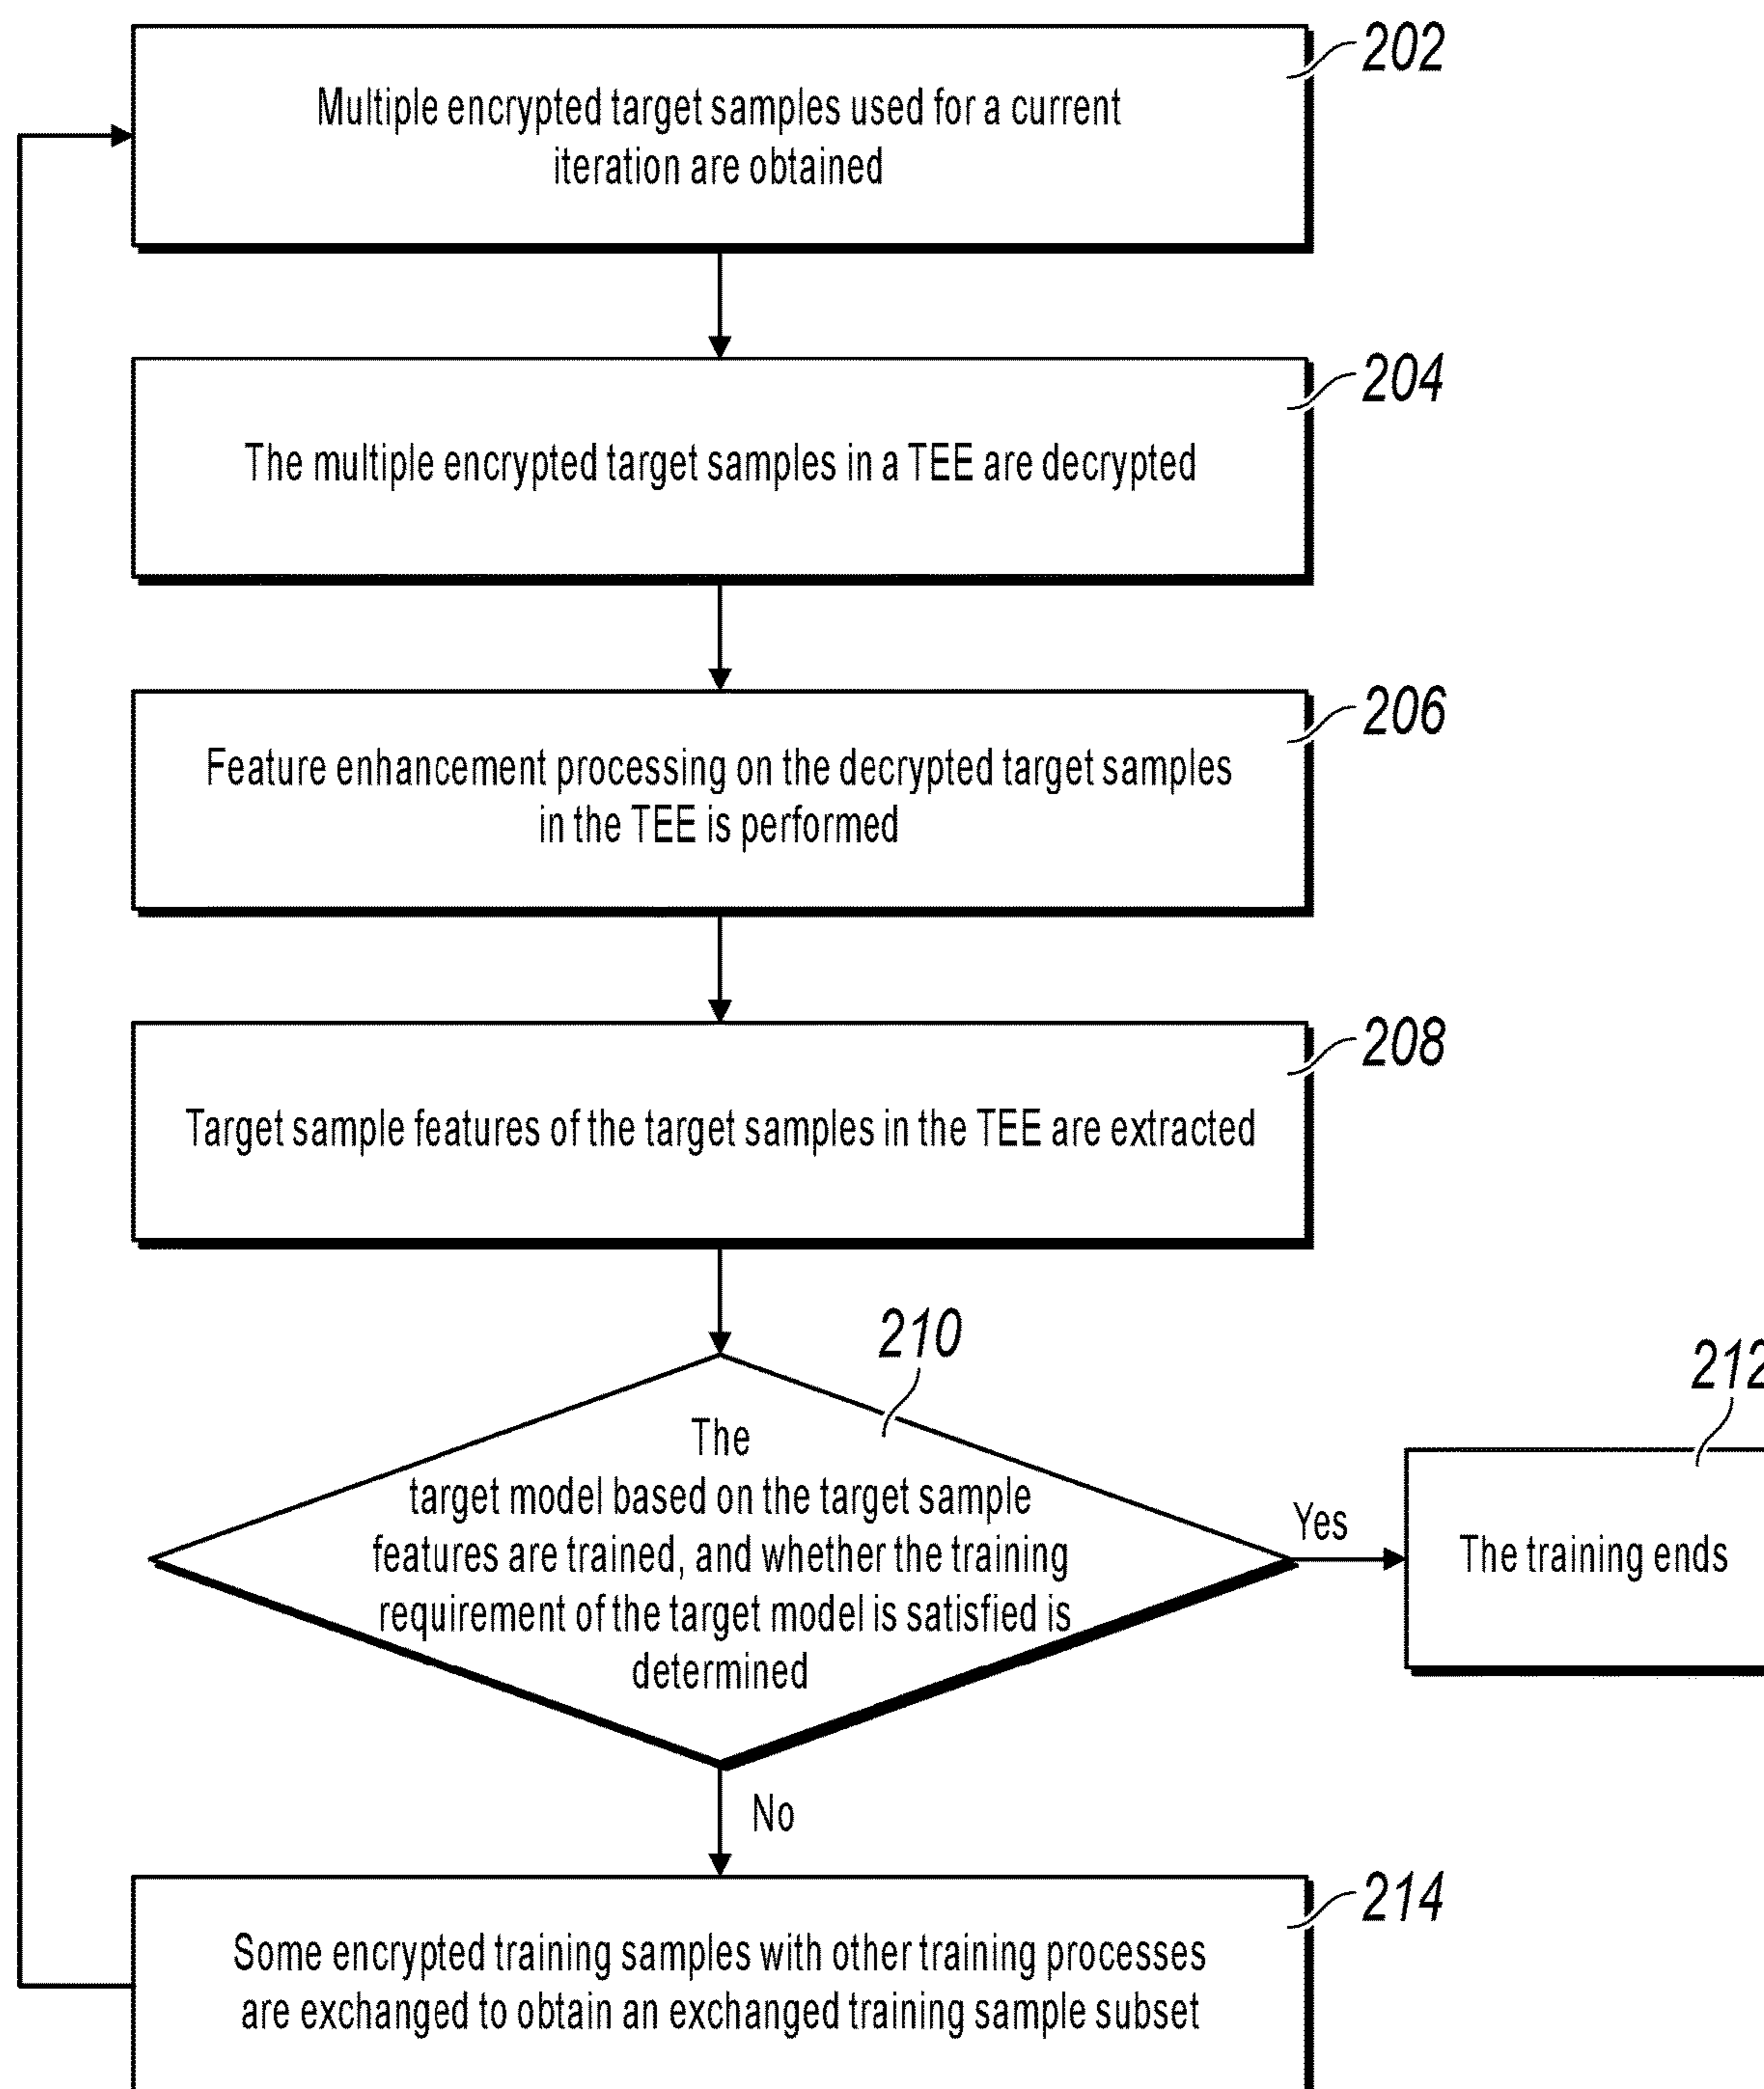 202
Multiple encrypted target samples used for a current
iteration are obtained
204
The multiple encrypted target samples in a TEE are decrypted
206
Feature enhancement processing on the decrypted target samples
in the TEE is performed
208
Target sample features of the target samples in the TEE are extracted
210
The
target model based on the target sample
features are trained, and whether the training
requirement of the target model is satisfied is
determined
Yes
212
The training ends
No
214
Some encrypted training samples with other training processes
are exchanged to obtain an exchanged training sample subset